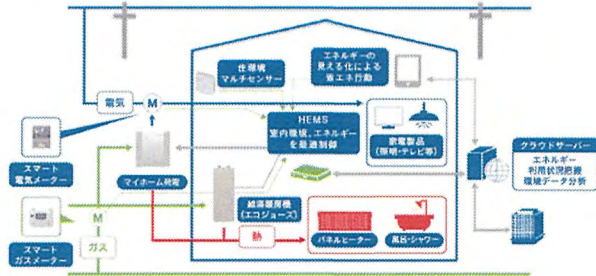 住環境
マルチセンサー
エネルギーの
見える化による
省エネ行動
電気
M
HEMS
室内環境、エネルギー
を最適制御
家電製品
(照明・テレビ等)
クラウドサーバー
エネルギー
利用状況把握
環境データ分析
スマート
電気メーター
マイホーム発電
給湯暖房機
(エコジョーズ)
M
スマート
ガスメーター
ガス
熱
パネルヒーター
風呂・シャワー